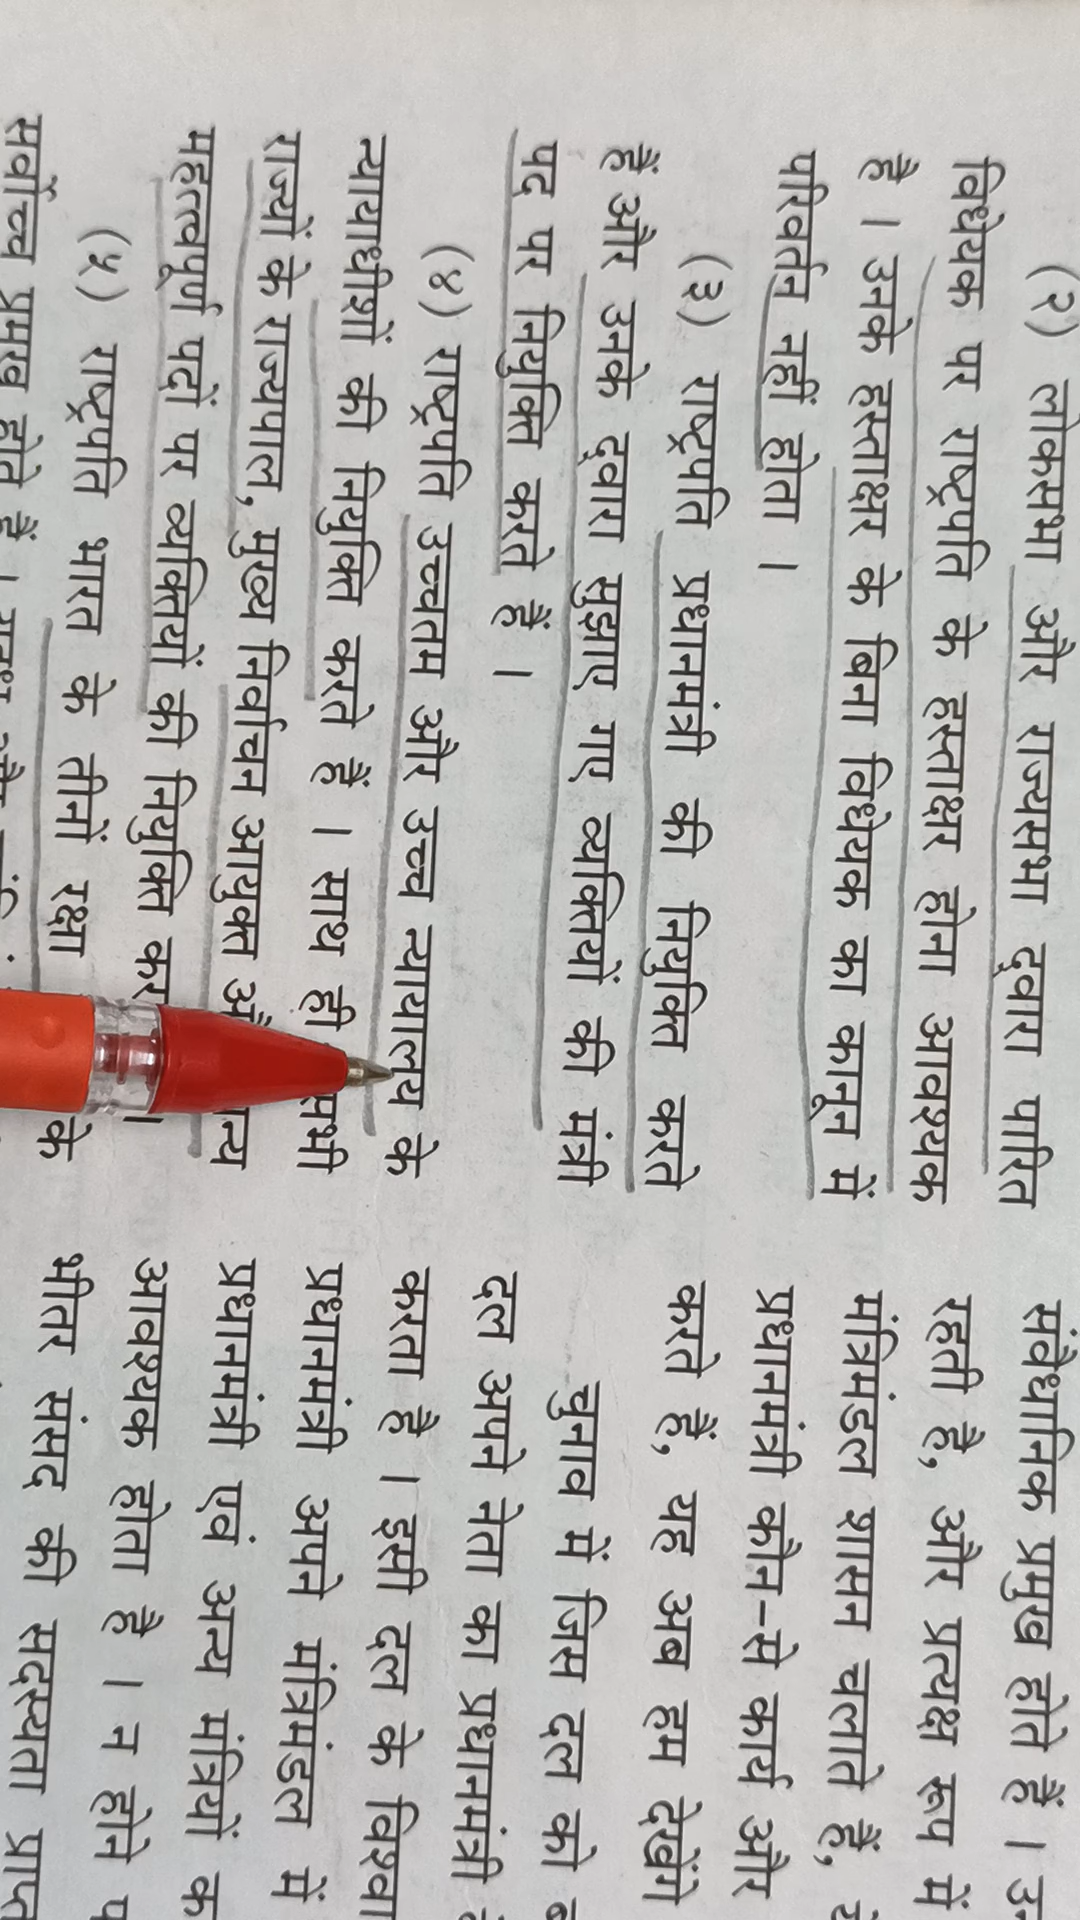 (२) लोकसभा और राज्यसभा द्‌वारा पारित
विधेयक पर राष्ट्रपति के हस्ताक्षर होना आवश्यक
है । उनके हस्ताक्षर के बिना विधेयक का कानून में
परिवर्तन नहीं होता ।
(३) राष्ट्रपति प्रधानमंत्री की नियुक्ति करते
हैं और उनके द्‌वारा सुझाए गए व्यक्तियों की मंत्री
पद पर नियुक्ति करते हैं ।
(४) राष्ट्रपति उच्चतम और उच्च न्यायालय के
न्यायाधीशों की नियुक्ति करते हैं । साथ ही
राज्यों के राज्यपाल, मुख्य निर्वाचन आयुक्त
महत्त्वपूर्ण पदों पर व्यक्तियों की नियुक्ति
(५) राष्ट्रपति भारत के तीनों रक्षा के
सर्वोच्च प्रमुख होते हैं ।
संवैधानिक प्रमुख होते हैं ।
रहती है, और प्रत्यक्ष रूप में
मंत्रिमंडल शासन चलाते हैं,
प्रधानमंत्री कौन-से कार्य और
करते हैं, यह अब हम देखेंगे
चुनाव में जिस दल को
दल अपने नेता का प्रधानमंत्री
करता है । इसी दल के
प्रधानमंत्री अपने मंत्रिमंडल में
प्रधानमंत्री एवं अन्य मंत्रियों
आवश्यक होता है । न होने
भीतर संसद की सदस्यता